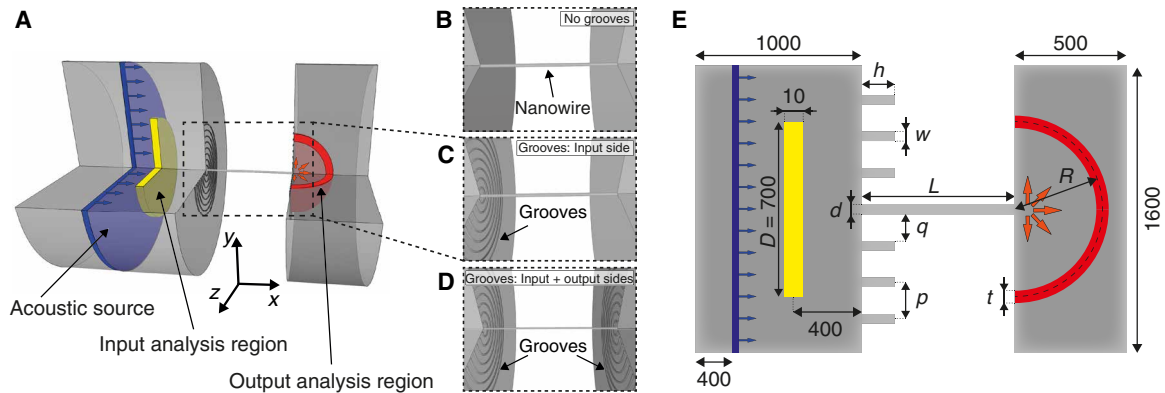 A
y
z
x
Acoustic source
Input analysis region
Output analysis region
B
No grooves
Nanowire
C
Grooves: Input side
Grooves
D
Grooves: Input + output sides
Grooves
Grooves
E
1000
500
h
10
w
D = 700
L
R
d
q
1600
p
t
400
400